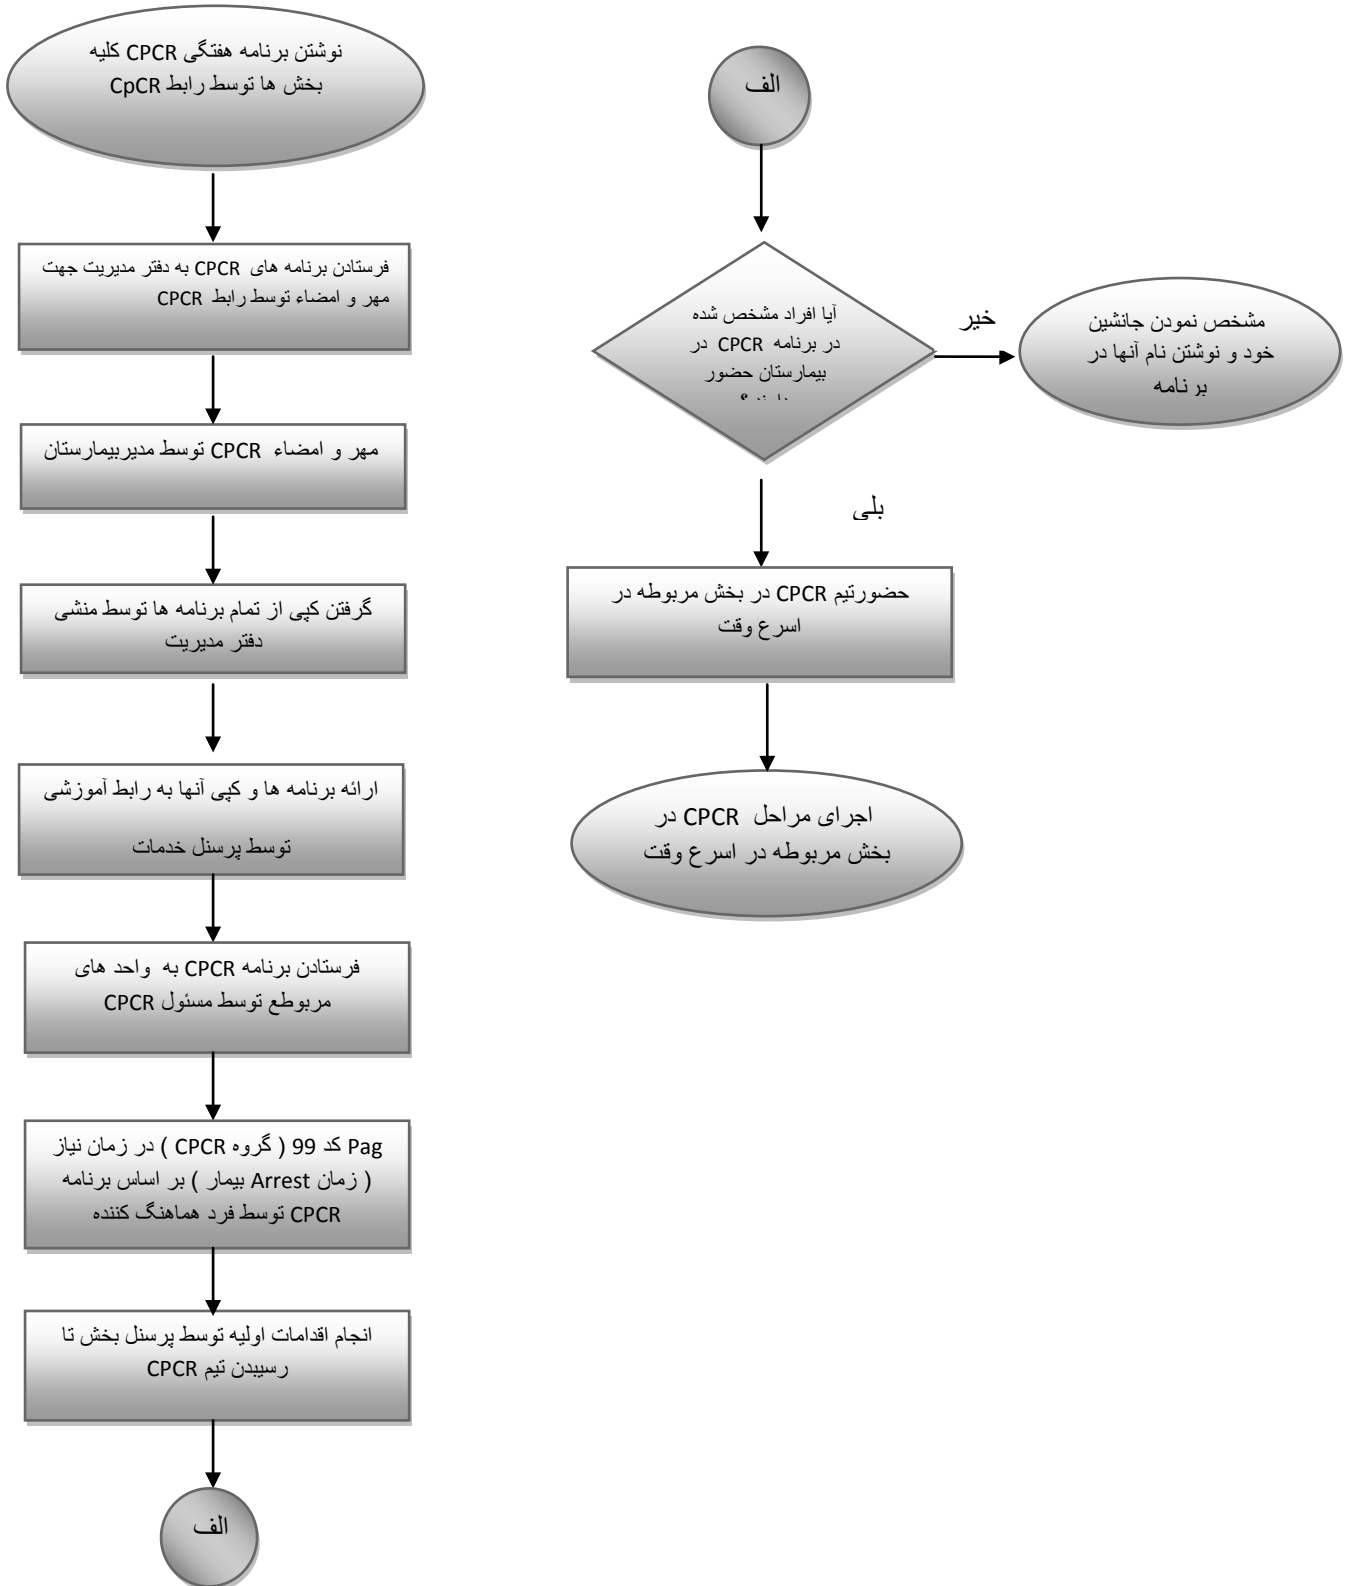 نوشتن برنامه هفتگی CPCR کلیه
بخش ها توسط رابط CpCR
فرستادن برنامه های CPCR به دفتر مدیریت جهت
مهر و امضاء توسط رابط CPCR
مهر و امضاء CPCR توسط مدیربیمارستان
گرفتن کپی از تمام برنامه ها توسط منشی
دفتر مدیریت
ارائه برنامه ها و کپی آنها به رابط آموزشی
توسط پرسنل خدمات
فرستادن برنامه CPCR به واحد های
مربوطع توسط مسئول CPCR
Pag کد 99 ( گروه CPCR ) در زمان نیاز
( زمان Arrest بیمار ) بر اساس برنامه
CPCR توسط فرد هماهنگ کننده
انجام اقدامات اولیه توسط پرسنل بخش تا
رسیبدن تیم CPCR
الف
الف
آیا افراد مشخص شده
در برنامه CPCR در
بیمارستان حضور
خیر
مشخص نمودن جانشین
خود و نوشتن نام آنها در
برنامه
بلی
حضورتیم CPCR در بخش مربوطه در
اسرع وقت
اجرای مراحل CPCR در
بخش مربوطه در اسرع وقت